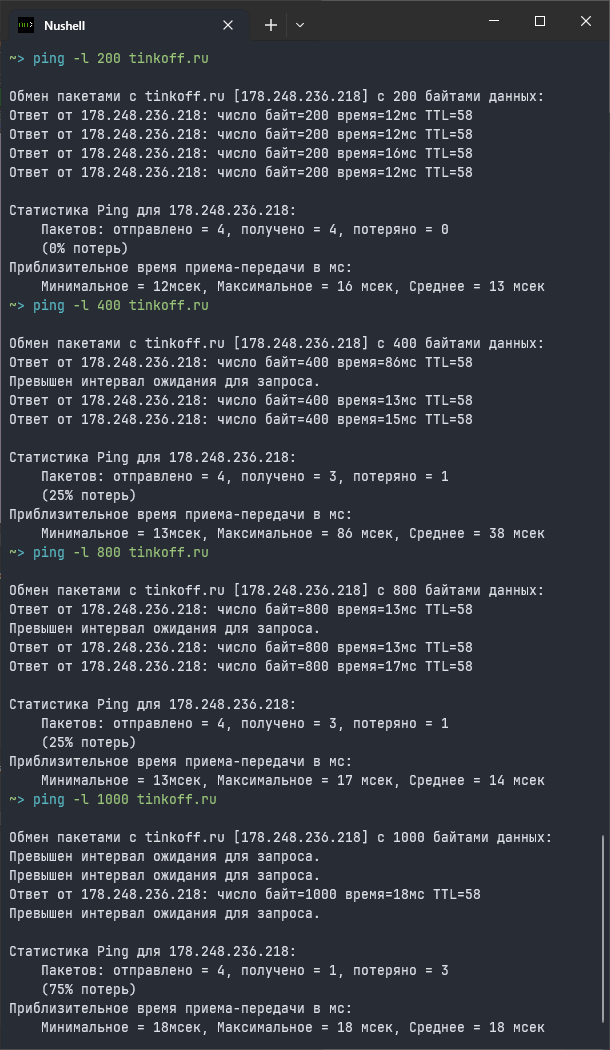 Nushell
~> ping -l 200 tinkoff.ru
Обмен пакетами с tinkoff.ru [178.248.236.218] с 200 байтами данных:
Ответ от 178.248.236.218: число байт=200 время=12мс TTL=58
Ответ от 178.248.236.218: число байт=200 время=12мс TTL=58
Ответ от 178.248.236.218: число байт=200 время=16мс TTL=58
Ответ от 178.248.236.218: число байт=200 время=12мс TTL=58
Статистика Ping для 178.248.236.218:
    Пакетов: отправлено = 4, получено = 4, потеряно = 0
    (0% потерь)
Приблизительное время приема-передачи в мс:
    Минимальное = 12мсек, Максимальное = 16 мсек, Среднее = 13 мсек
~> ping -l 400 tinkoff.ru
Обмен пакетами с tinkoff.ru [178.248.236.218] с 400 байтами данных:
Ответ от 178.248.236.218: число байт=400 время=86мс TTL=58
Превышен интервал ожидания для запроса.
Ответ от 178.248.236.218: число байт=400 время=13мс TTL=58
Ответ от 178.248.236.218: число байт=400 время=15мс TTL=58
Статистика Ping для 178.248.236.218:
    Пакетов: отправлено = 4, получено = 3, потеряно = 1
    (25% потерь)
Приблизительное время приема-передачи в мс:
    Минимальное = 13мсек, Максимальное = 86 мсек, Среднее = 38 мсек
~> ping -l 800 tinkoff.ru
Обмен пакетами с tinkoff.ru [178.248.236.218] с 800 байтами данных:
Ответ от 178.248.236.218: число байт=800 время=13мс TTL=58
Превышен интервал ожидания для запроса.
Ответ от 178.248.236.218: число байт=800 время=13мс TTL=58
Ответ от 178.248.236.218: число байт=800 время=17мс TTL=58
Статистика Ping для 178.248.236.218:
    Пакетов: отправлено = 4, получено = 3, потеряно = 1
    (25% потерь)
Приблизительное время приема-передачи в мс:
    Минимальное = 13мсек, Максимальное = 17 мсек, Среднее = 14 мсек
~> ping -l 1000 tinkoff.ru
Обмен пакетами с tinkoff.ru [178.248.236.218] с 1000 байтами данных:
Превышен интервал ожидания для запроса.
Превышен интервал ожидания для запроса.
Ответ от 178.248.236.218: число байт=1000 время=18мс TTL=58
Превышен интервал ожидания для запроса.
Статистика Ping для 178.248.236.218:
    Пакетов: отправлено = 4, получено = 1, потеряно = 3
    (75% потерь)
Приблизительное время приема-передачи в мс:
    Минимальное = 18мсек, Максимальное = 18 мсек, Среднее = 18 мсек